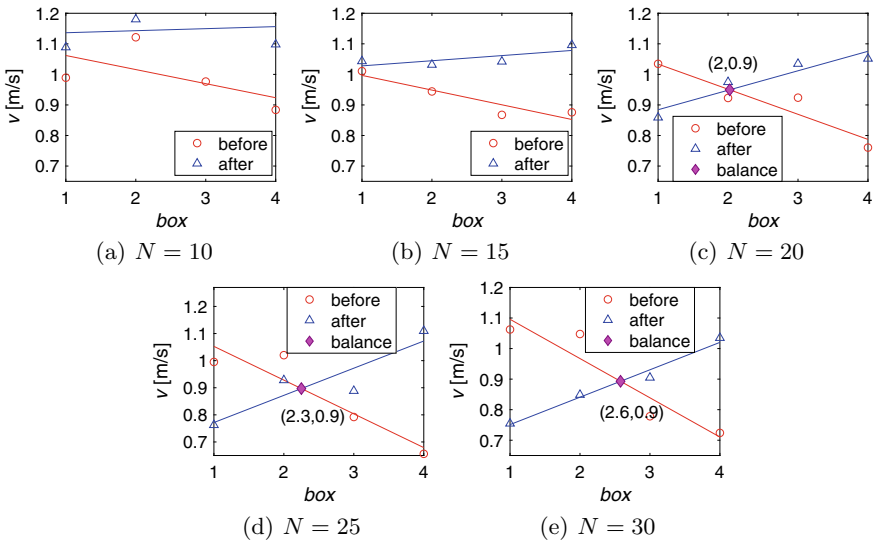 1.2
1.1
1
0.9
0.8
0.7
v [m/s]
before
after
1 2 3 4
box
(a) N = 10
1.2
1.1
1
0.9
0.8
0.7
v [m/s]
before
after
1 2 3 4
box
(b) N = 15
1.2
1.1
1
0.9
0.8
0.7
v [m/s]
(2,0.9)
before
after
balance
1 2 3 4
box
(c) N = 20
1.2
1.1
1
0.9
0.8
0.7
v [m/s]
before
after
balance
(2.3,0.9)
1 2 3 4
box
(d) N = 25
1.2
1.1
1
0.9
0.8
0.7
v [m/s]
before
after
balance
(2.6,0.9)
1 2 3 4
box
(e) N = 30